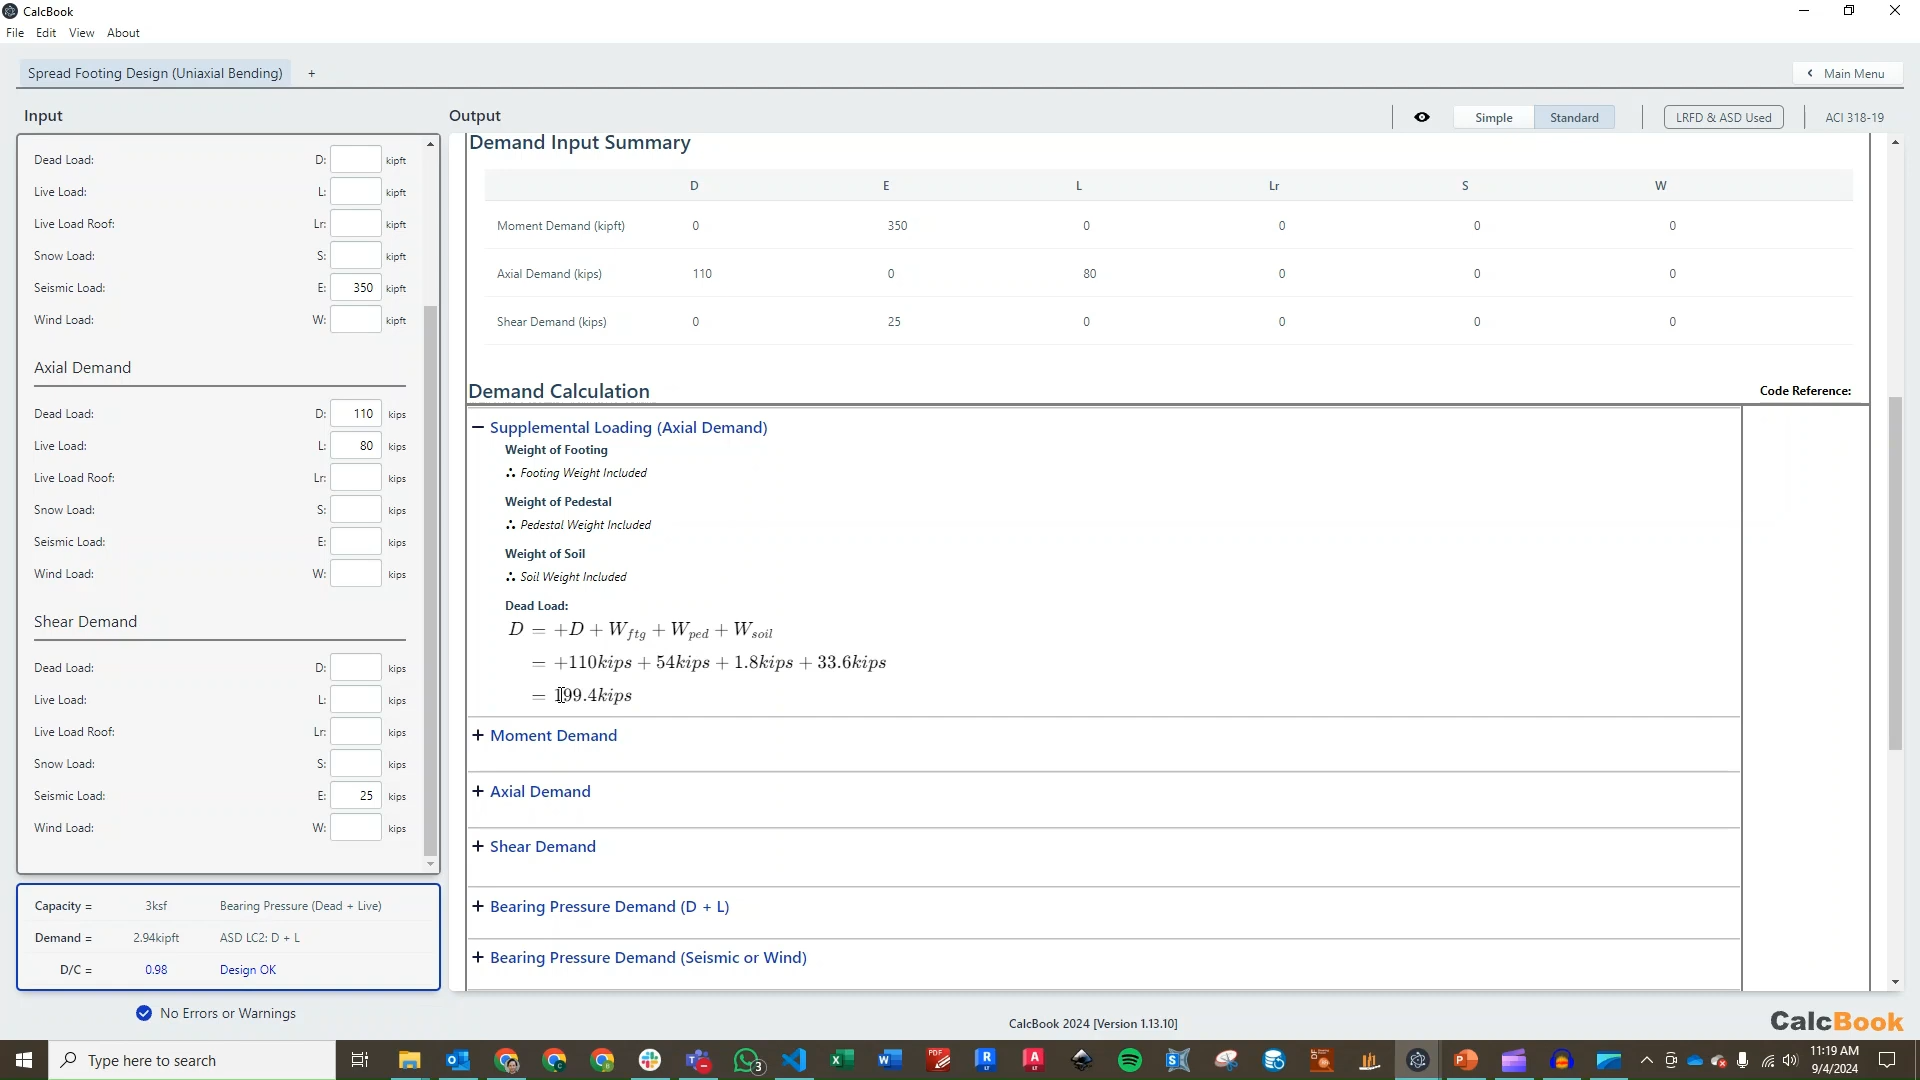 CalcBook
File Edit View About
Spread Footing Design (Uniaxial Bending) +
< Main Menu
Input
Output
Simple Standard
LRFD & ASD Used
ACI 318-19
Dead Load: D: kipft
Live Load: L: kipft
Live Load Roof: Lr: kipft
Snow Load: S: kipft
Seismic Load: E: 350 kipft
Wind Load: W: kipft
Axial Demand
Dead Load: D: 110 kips
Live Load: L: 80 kips
Live Load Roof: Lr: kips
Snow Load: S: kips
Seismic Load: E: kips
Wind Load: W: kips
Shear Demand
Dead Load: D: kips
Live Load: L: kips
Live Load Roof: Lr: kips
Snow Load: S: kips
Seismic Load: E: 25 kips
Wind Load: W: kips
Capacity = 3ksf Bearing Pressure (Dead + Live)
Demand = 2.94kipft ASD LC2: D + L
D/C = 0.98 Design OK
No Errors or Warnings
Demand Input Summary
D E L Lr S W
Moment Demand (kipft) 0 350 0 0 0 0
Axial Demand (kips) 110 0 80 0 0 0
Shear Demand (kips) 0 25 0 0 0 0
Demand Calculation
Code Reference:
− Supplemental Loading (Axial Demand)
Weight of Footing
∴ Footing Weight Included
Weight of Pedestal
∴ Pedestal Weight Included
Weight of Soil
∴ Soil Weight Included
Dead Load:
D = +D + W_ftg + W_ped + W_soil
= +110kips + 54kips + 1.8kips + 33.6kips
= 199.4kips
+ Moment Demand
+ Axial Demand
+ Shear Demand
+ Bearing Pressure Demand (D + L)
+ Bearing Pressure Demand (Seismic or Wind)
CalcBook 2024 [Version 1.13.10]
CalcBook
Type here to search
3
11:19 AM
9/4/2024